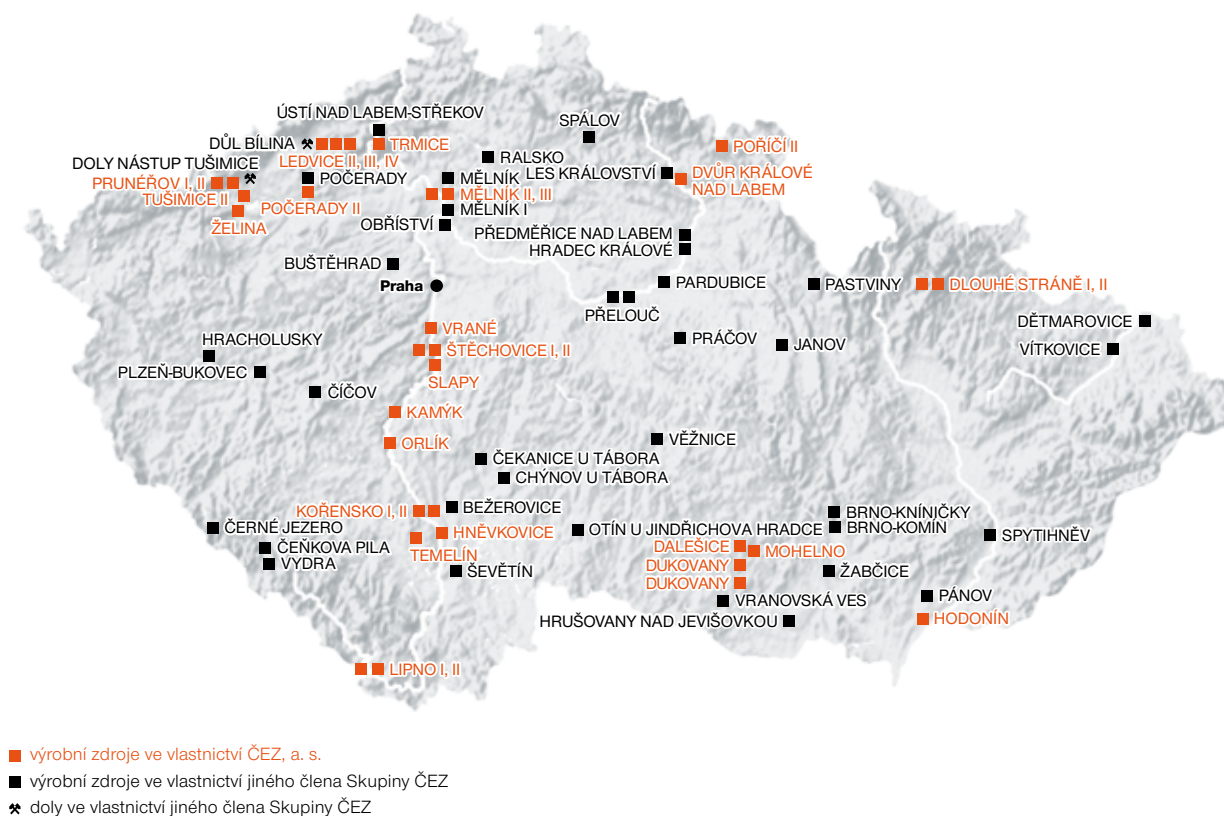 ÚSTÍ NAD LABEM-STŘEKOV
SPÁLOV
DŮL BÍLINA
TRMICE
POŘÍČÍ II
LEDVICE II, III, IV
RALSKO
DOLY NÁSTUP TUŠIMICE
LES KRÁLOVSTVÍ
DVŮR KRÁLOVÉ
NAD LABEM
PRUNÉŘOV I, II
POČERADY
MĚLNÍK
TUŠIMICE II
MĚLNÍK II, III
POČERADY II
MĚLNÍK I
ŽELINA
OBŘÍSTVÍ
PŘEDMĚŘICE NAD LABEM
HRADEC KRÁLOVÉ
BUŠTĚHRAD
Praha
PARDUBICE
PASTVINY
DLOUHÉ STRÁNĚ I, II
PŘELOUČ
DĚTMAROVICE
VRANÉ
HRACHOLUSKY
PRÁČOV
JANOV
VÍTKOVICE
ŠTĚCHOVICE I, II
PLZEŇ-BUKOVEC
SLAPY
ČÍČOV
KAMÝK
ORLÍK
VĚŽNICE
ČEKANICE U TÁBORA
CHÝNOV U TÁBORA
KOŘENSKO I, II
BEŽEROVICE
BRNO-KNÍNIČKY
ČERNÉ JEZERO
HNĚVKOVICE
OTÍN U JINDŘICHOVA HRADCE
BRNO-KOMÍN
SPYTIHNĚV
ČEŇKOVA PILA
TEMELÍN
DALEŠICE
MOHELNO
VYDRA
ŠEVĚTÍN
DUKOVANY
ŽABČICE
DUKOVANY
VRANOVSKÁ VES
PÁNOV
HRUŠOVANY NAD JEVIŠOVKOU
HODONÍN
LIPNO I, II
výrobní zdroje ve vlastnictví ČEZ, a. s.
výrobní zdroje ve vlastnictví jiného člena Skupiny ČEZ
doly ve vlastnictví jiného člena Skupiny ČEZ